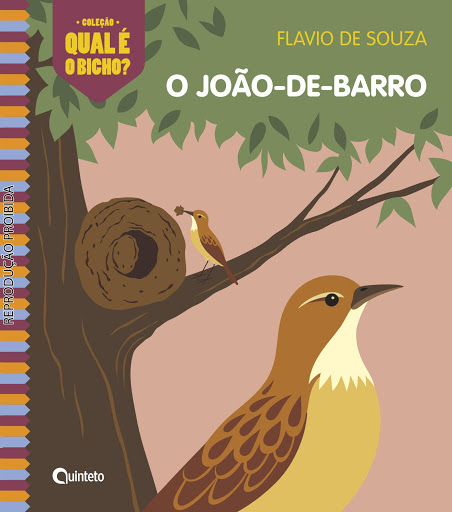 COLEÇÃO
QUAL É
O BICHO?
FLAVIO DE SOUZA
O JOÃO-DE-BARRO
REPRODUÇÃO PROIBIDA
Quinteto